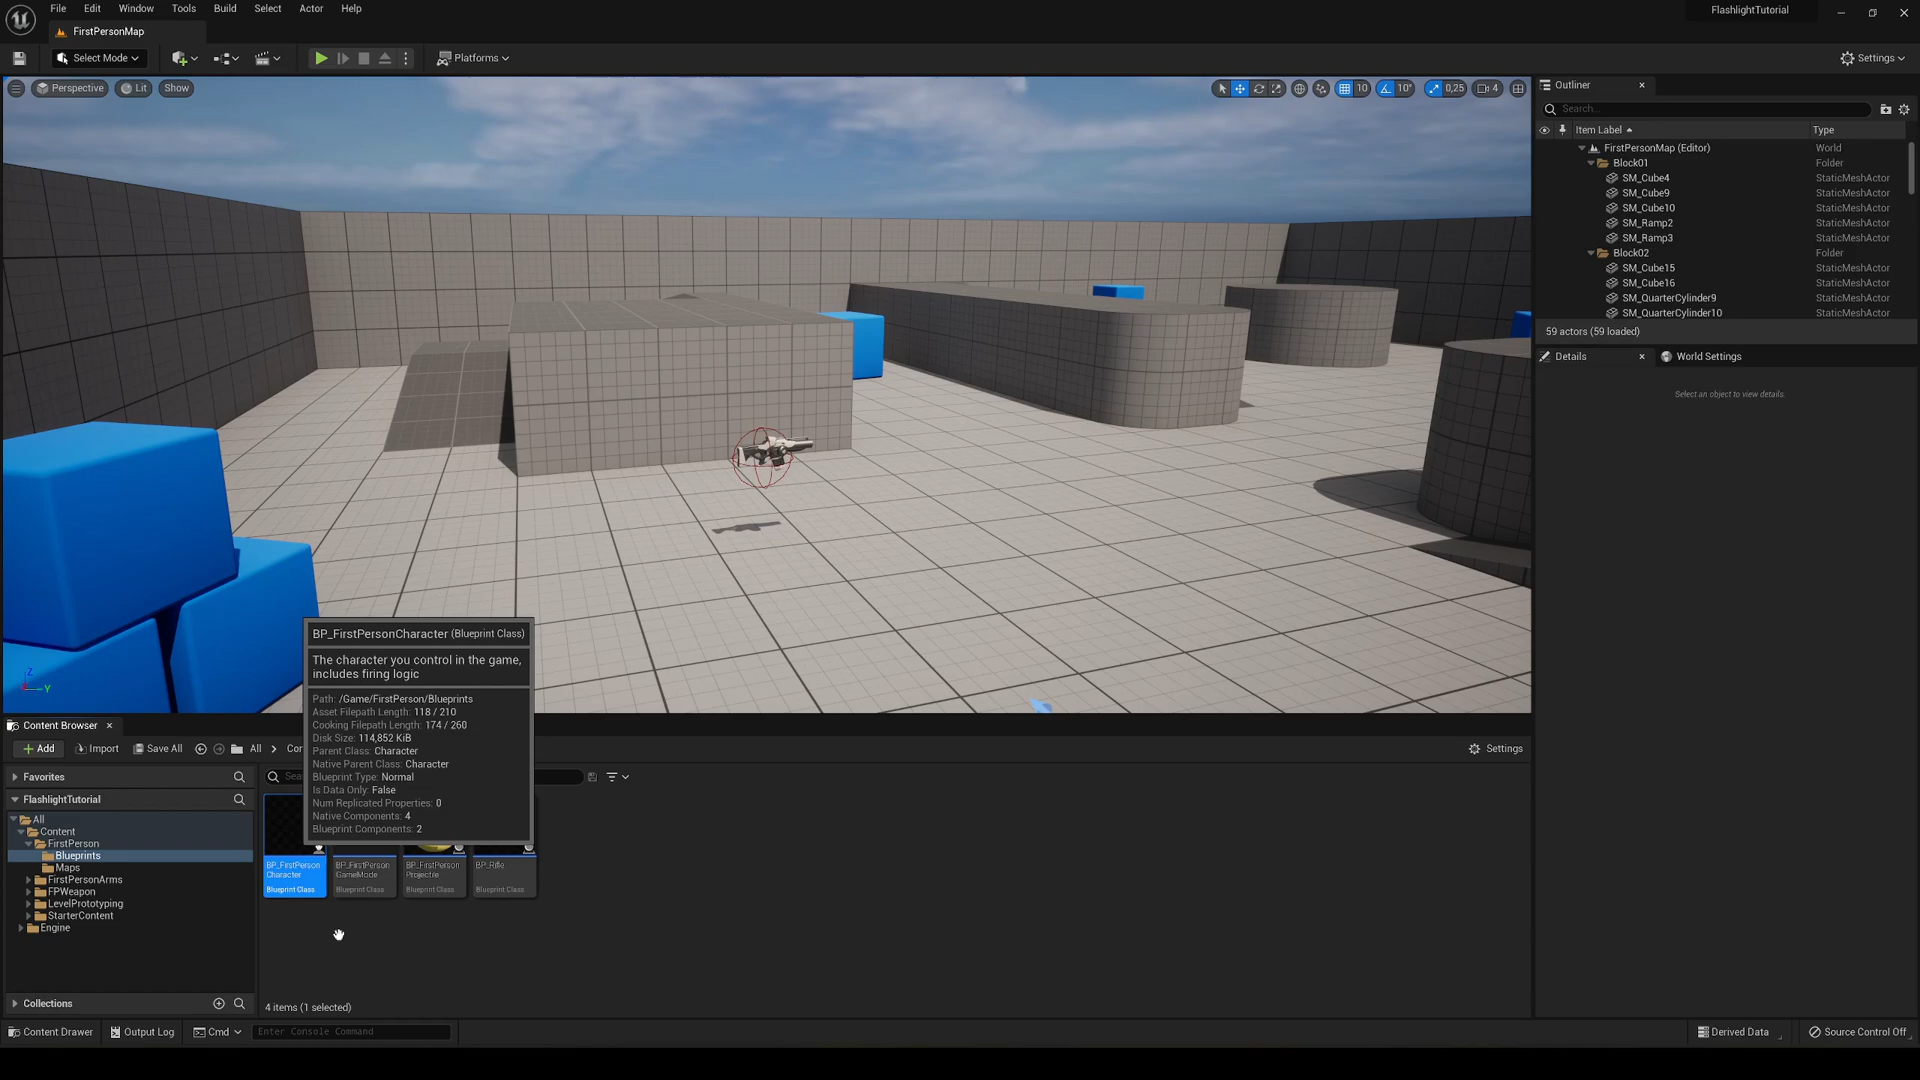 File Edit Window Tools Build Select Actor Help
FlashlightTutorial
FirstPersonMap
Select Mode
Platforms
Settings
Perspective
Lit
Show
10
10°
0,25
4
Outliner
Search...
Item Label
Type
FirstPersonMap (Editor) World
Block01 Folder
SM_Cube4 StaticMeshActor
SM_Cube9 StaticMeshActor
SM_Cube10 StaticMeshActor
SM_Ramp2 StaticMeshActor
SM_Ramp3 StaticMeshActor
Block02 Folder
SM_Cube15 StaticMeshActor
SM_Cube16 StaticMeshActor
SM_QuarterCylinder9 StaticMeshActor
SM_QuarterCylinder10 StaticMeshActor
59 actors (59 loaded)
Details
World Settings
Select an object to view details.
Z
Y
BP_FirstPersonCharacter (Blueprint Class)
The character you control in the game,
includes firing logic
Path: /Game/FirstPerson/Blueprints
Asset Filepath Length: 118 / 210
Cooking Filepath Length: 174 / 260
Disk Size: 114,852 KiB
Parent Class: Character
Native Parent Class: Character
Blueprint Type: Normal
Is Data Only: False
Num Replicated Properties: 0
Native Components: 4
Blueprint Components: 2
Content Browser
Add
Import
Save All
All
Con
Settings
Favorites
Sea
FlashlightTutorial
All
Content
FirstPerson
Blueprints
Maps
FirstPersonArms
FPWeapon
LevelPrototyping
StarterContent
Engine
BP_FirstPerson
Character
Blueprint Class
BP_FirstPerson
GameMode
Blueprint Class
BP_FirstPerson
Projectile
Blueprint Class
BP_Rifle
Blueprint Class
Collections
4 items (1 selected)
Content Drawer
Output Log
Cmd
Enter Console Command
Derived Data
Source Control Off